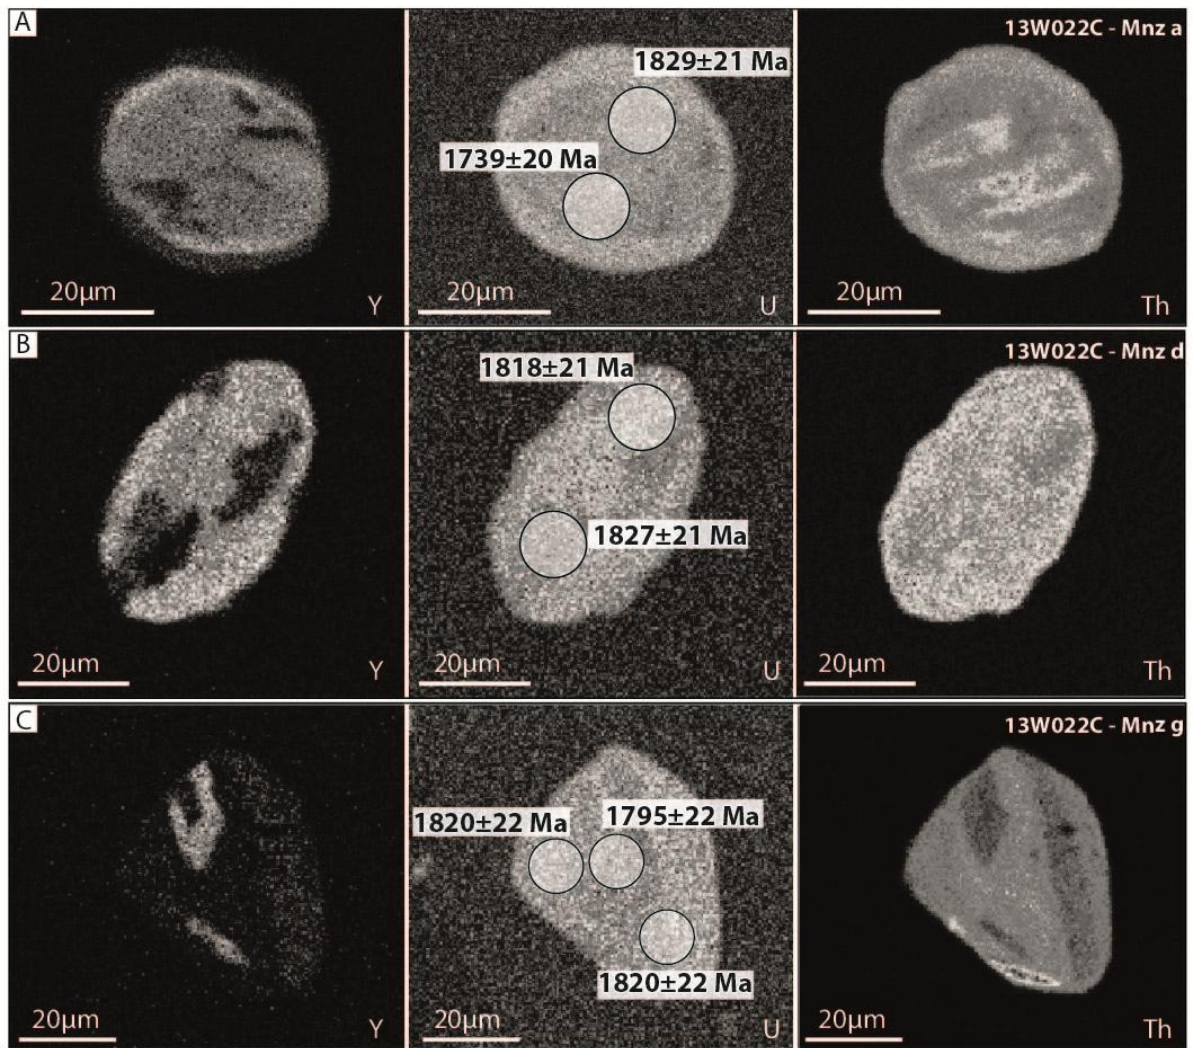 A
13W022C - Mnz a
1829±21 Ma
1739±20 Ma
20µm
Y
20µm
U
20µm
Th
B
13W022C - Mnz d
1818±21 Ma
1827±21 Ma
20µm
Y
20µm
U
20µm
Th
C
13W022C - Mnz g
1820±22 Ma
1795±22 Ma
1820±22 Ma
20µm
Y
20µm
U
20µm
Th